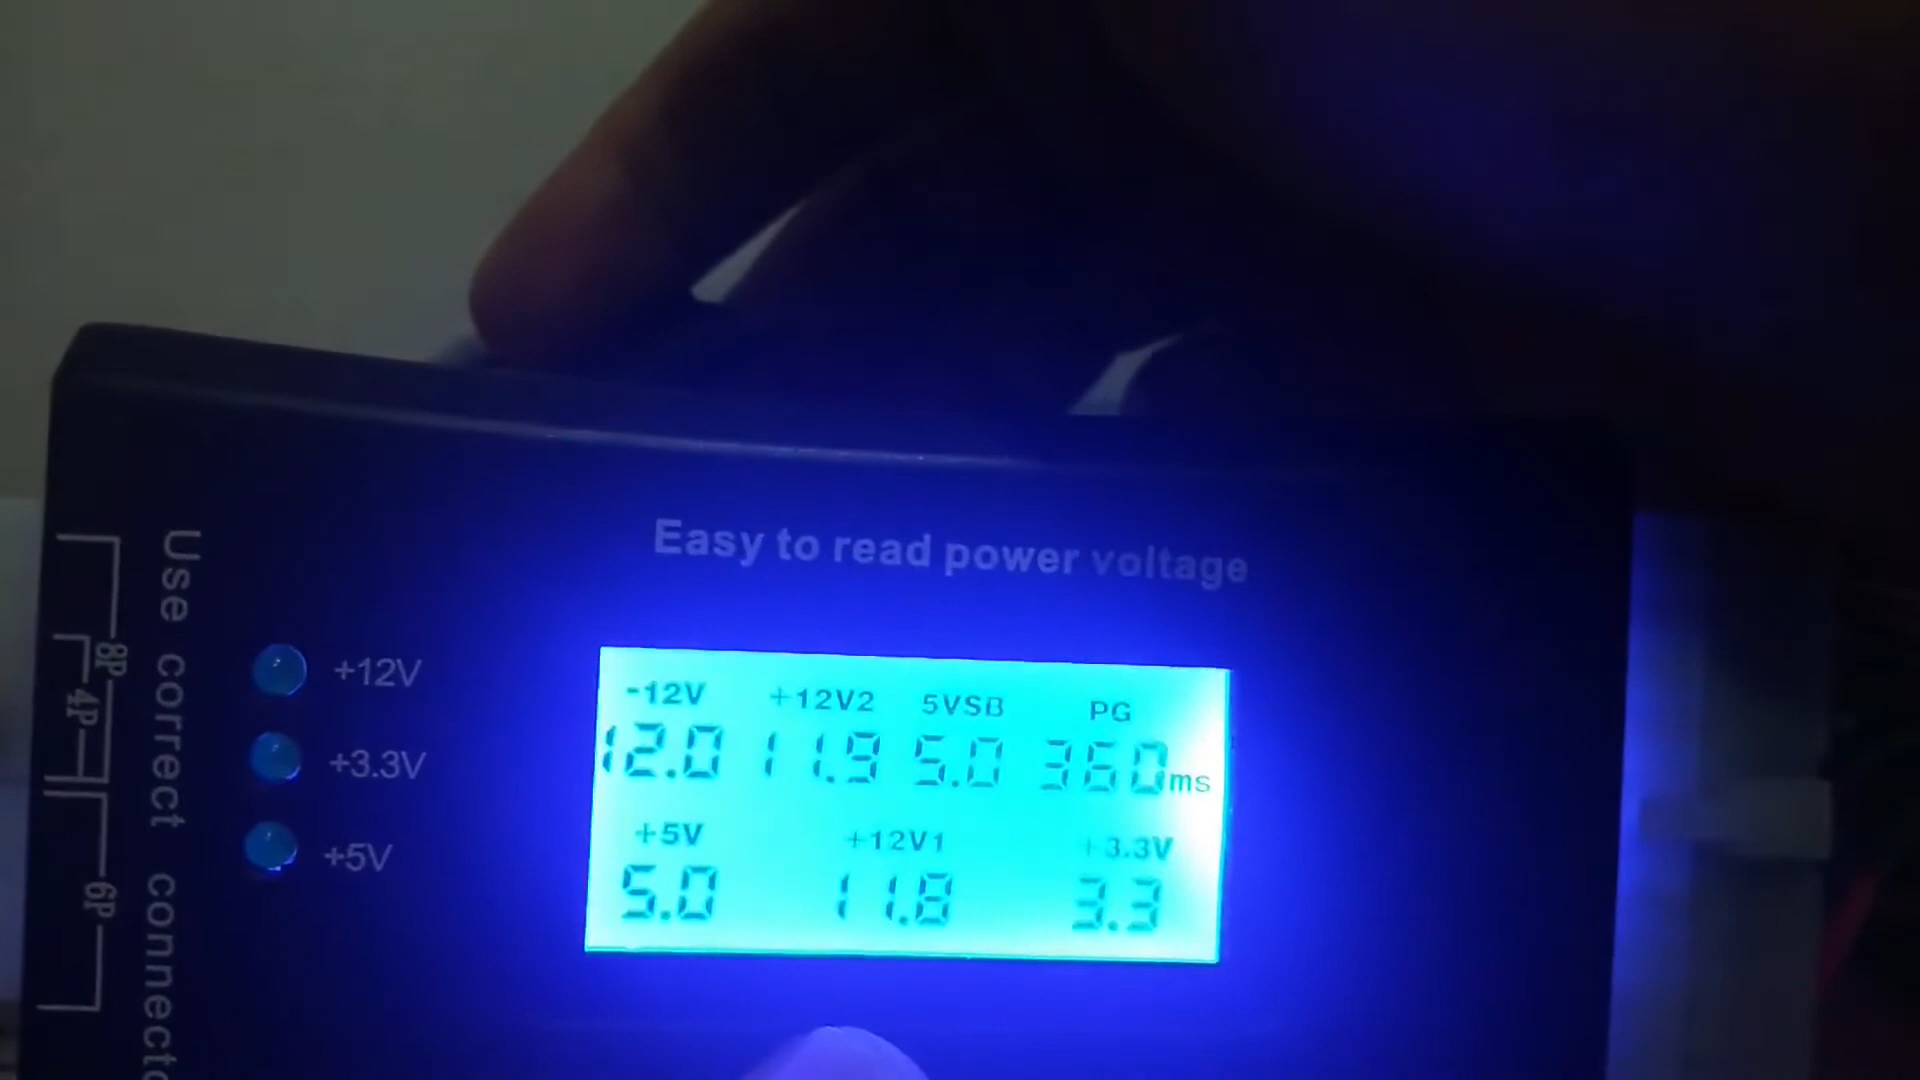 Easy to read power voltage
Use correct
8P
4P
6P
+12V
+3.3V
+5V
-12V +12V2 5VSB PG
12.0 11.9 5.0 360ms
+5V +12V1 +3.3V
5.0 11.8 3.3